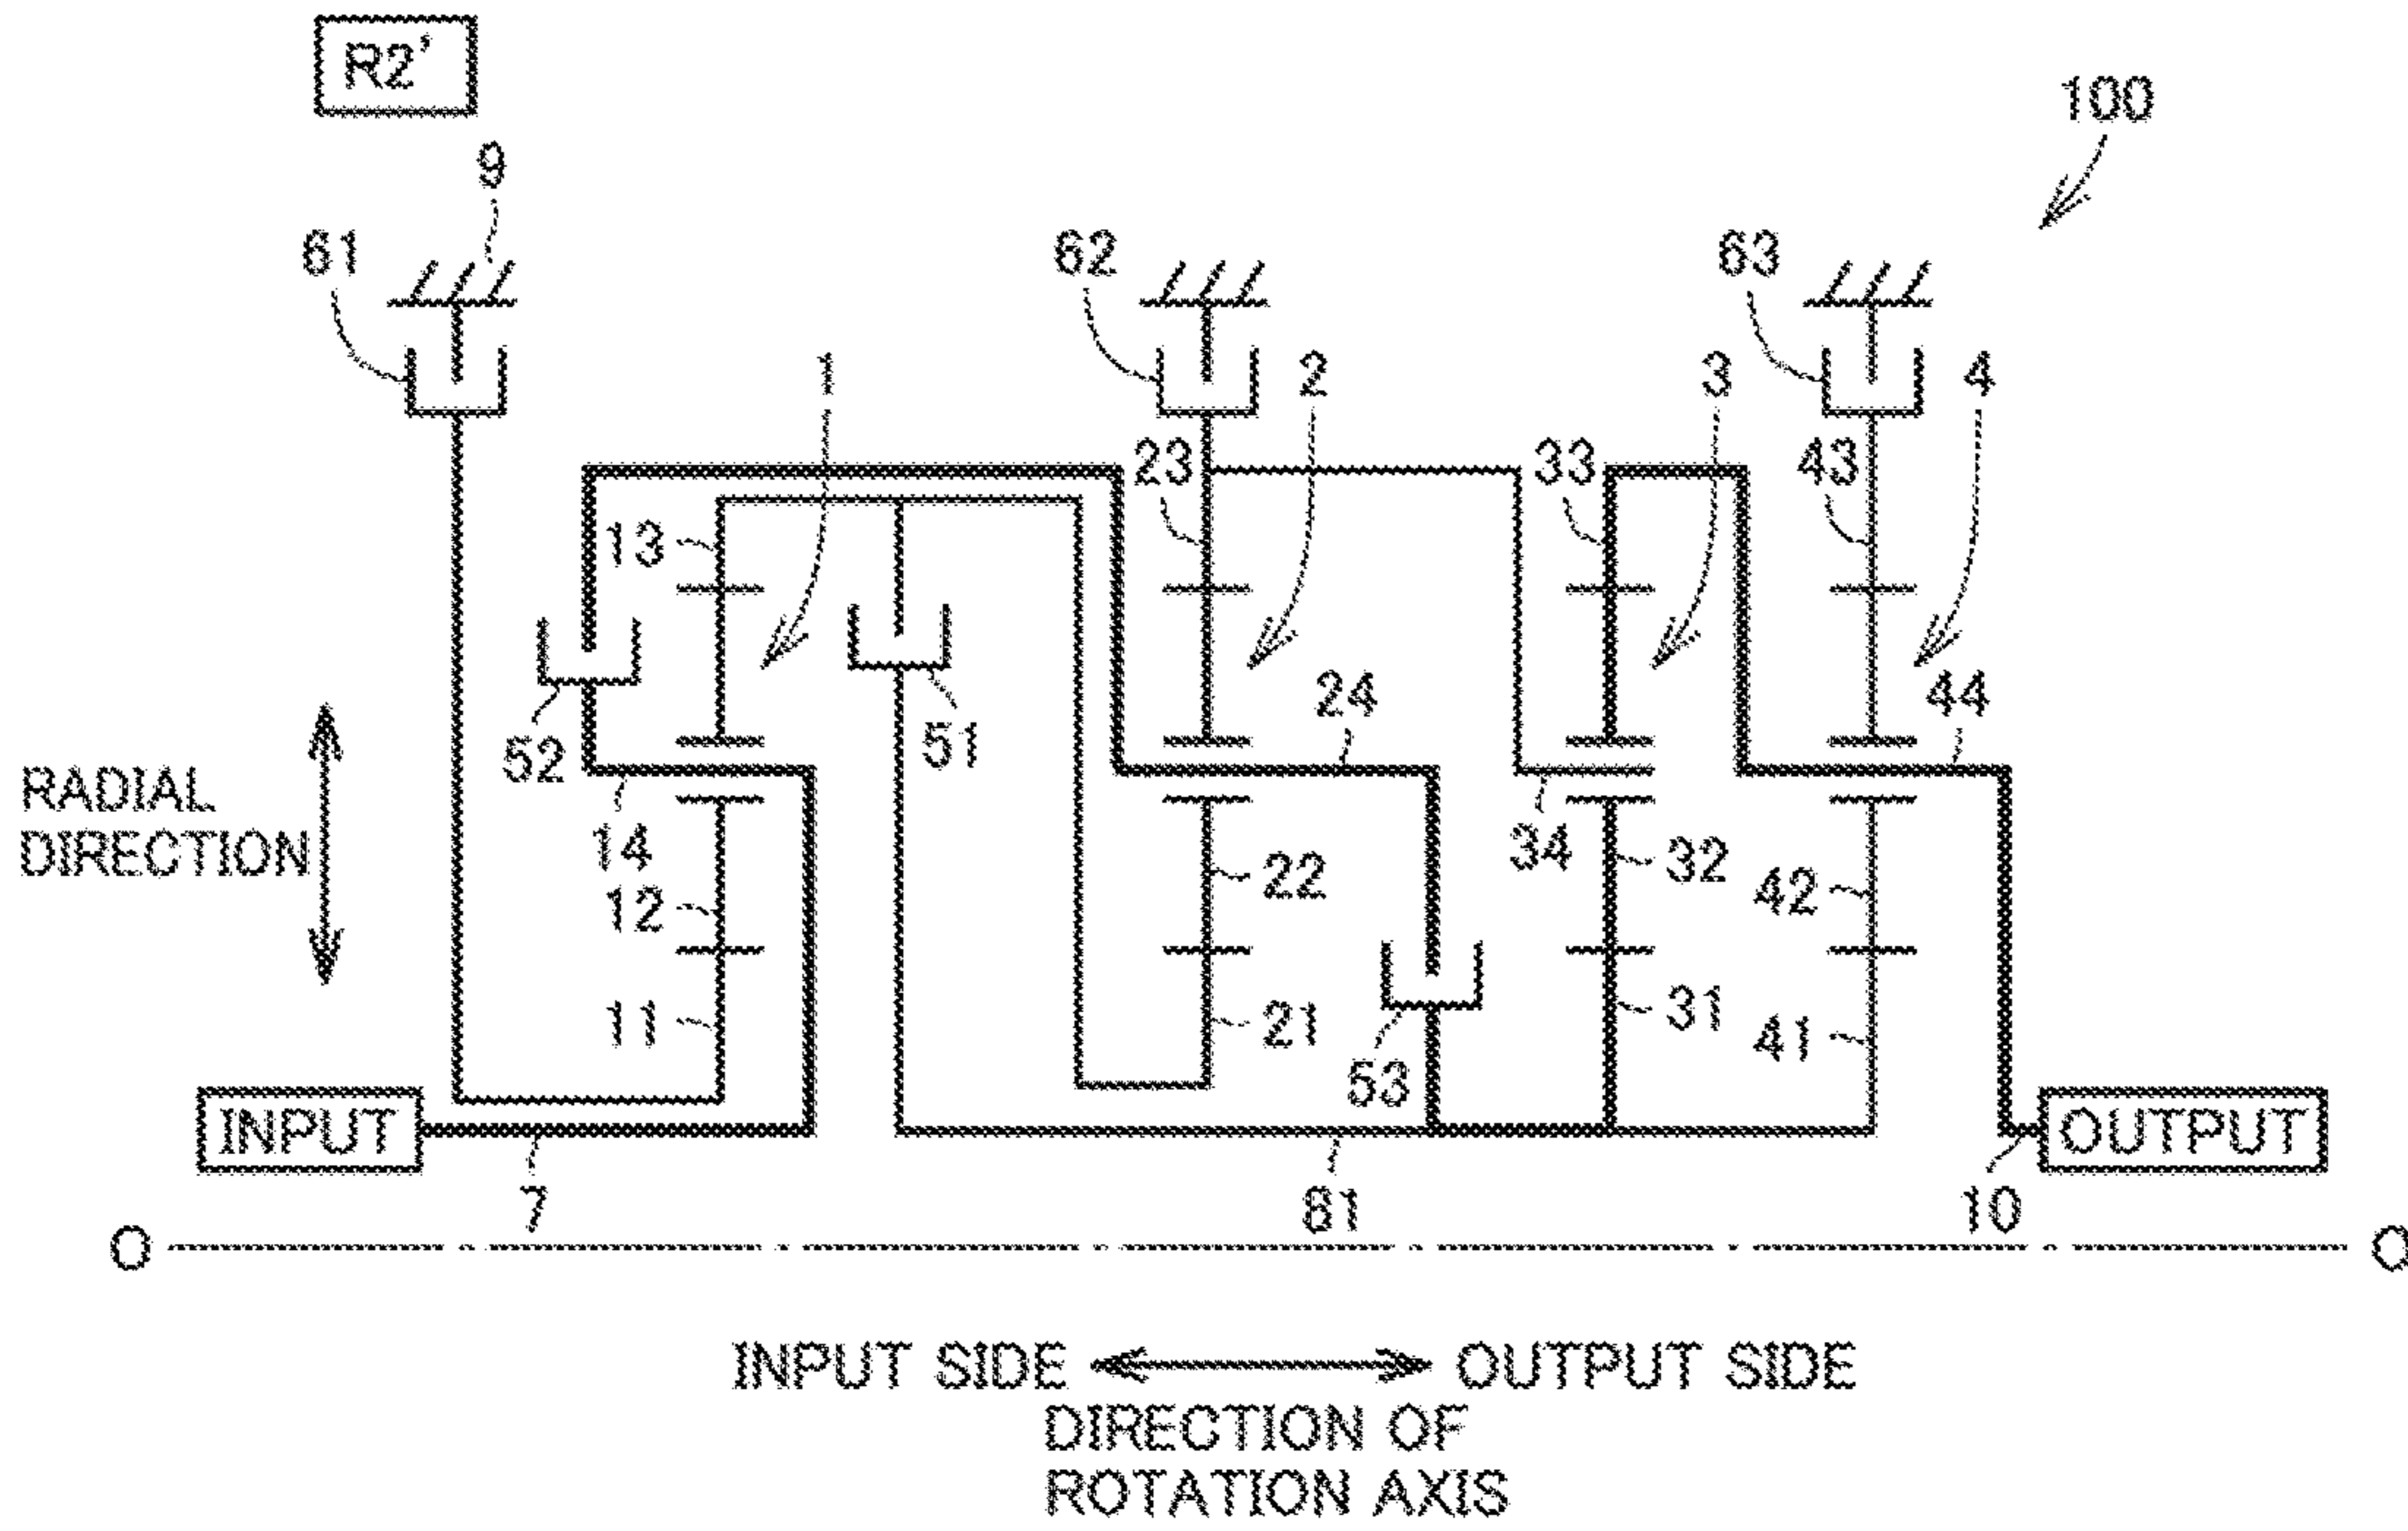 R2'
100
9
61
62
63
1
2
3
4
23
33
43
13
24
44
52
51
14
34
12
22
32
42
11
21
31
41
53
RADIAL
DIRECTION
INPUT
OUTPUT
7
81
10
O
O
INPUT SIDE
OUTPUT SIDE
DIRECTION OF
ROTATION AXIS